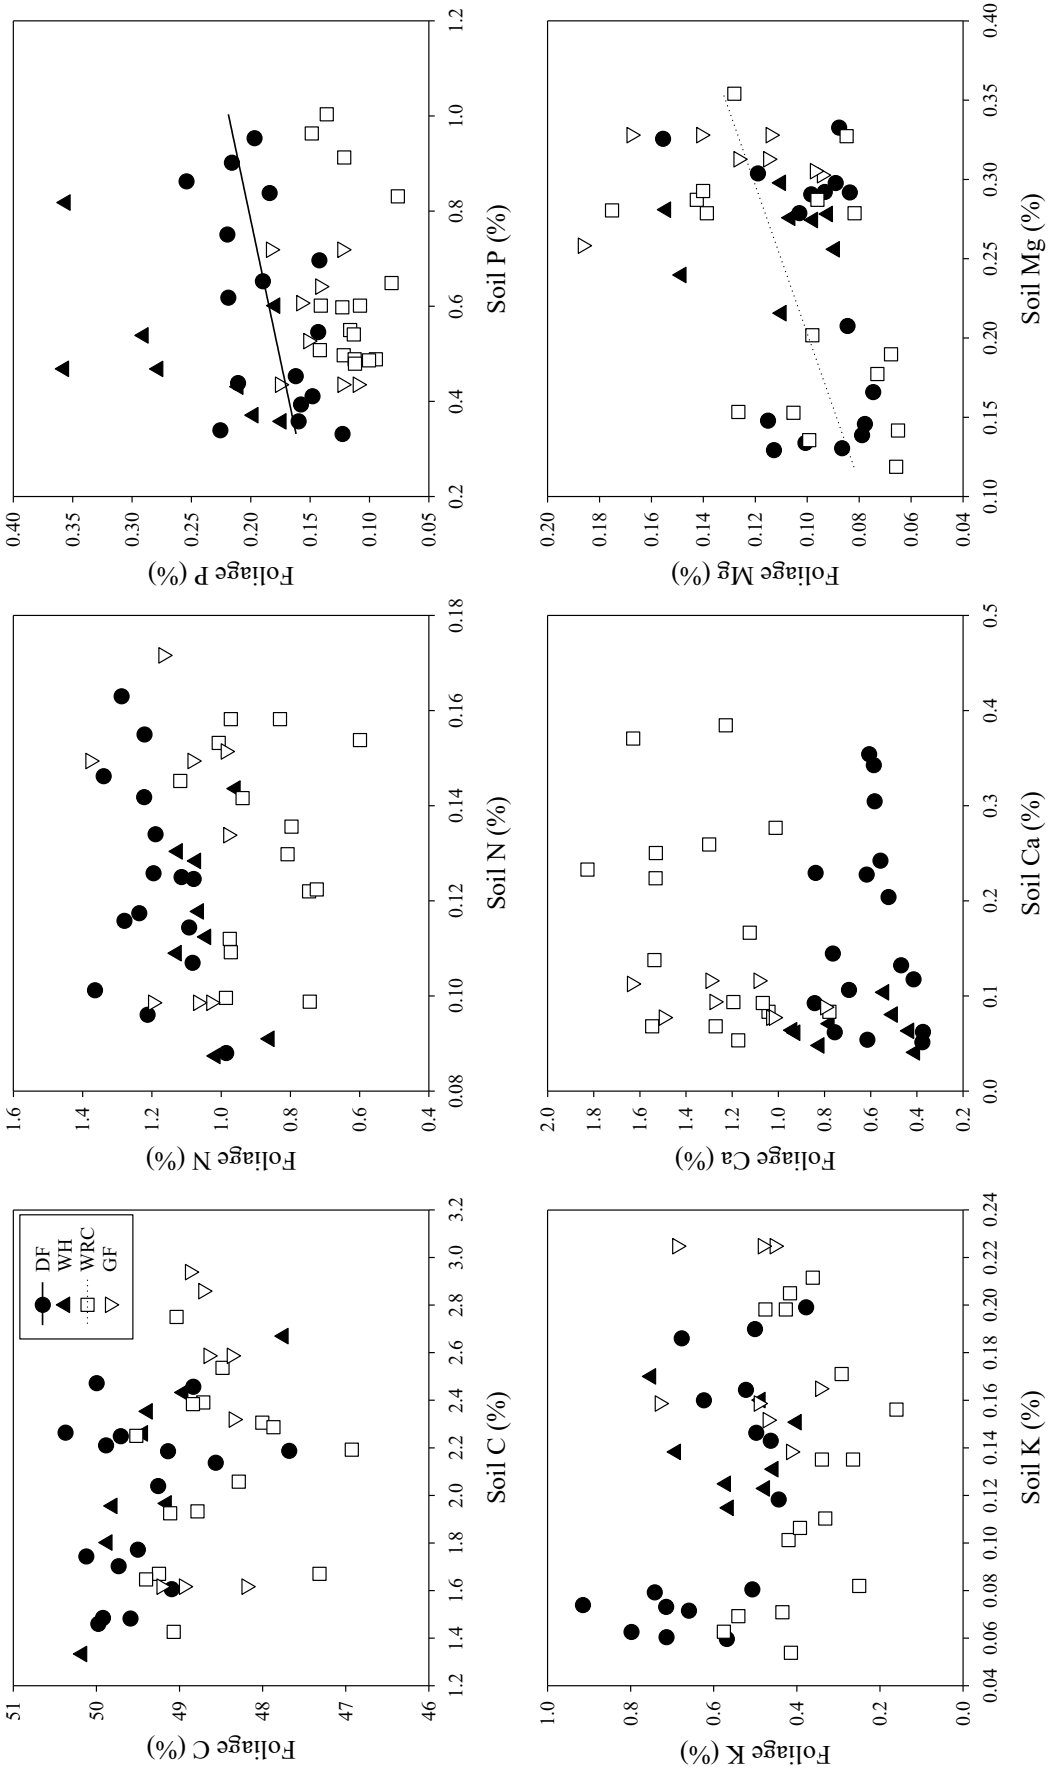 Foliage C (%)
51
50
49
48
47
46
DF
WH
WRC
GF
1.2 1.4 1.6 1.8 2.0 2.2 2.4 2.6 2.8 3.0 3.2
Soil C (%)
Foliage N (%)
1.6
1.4
1.2
1.0
0.8
0.6
0.4
0.08 0.10 0.12 0.14 0.16 0.18
Soil N (%)
Foliage P (%)
0.40
0.35
0.30
0.25
0.20
0.15
0.10
0.05
0.2 0.4 0.6 0.8 1.0 1.2
Soil P (%)
Foliage K (%)
1.0
0.8
0.6
0.4
0.2
0.0
0.04 0.06 0.08 0.10 0.12 0.14 0.16 0.18 0.20 0.22 0.24
Soil K (%)
Foliage Ca (%)
2.0
1.8
1.6
1.4
1.2
1.0
0.8
0.6
0.4
0.2
0.0 0.1 0.2 0.3 0.4 0.5
Soil Ca (%)
Foliage Mg (%)
0.20
0.18
0.16
0.14
0.12
0.10
0.08
0.06
0.04
0.10 0.15 0.20 0.25 0.30 0.35 0.40
Soil Mg (%)